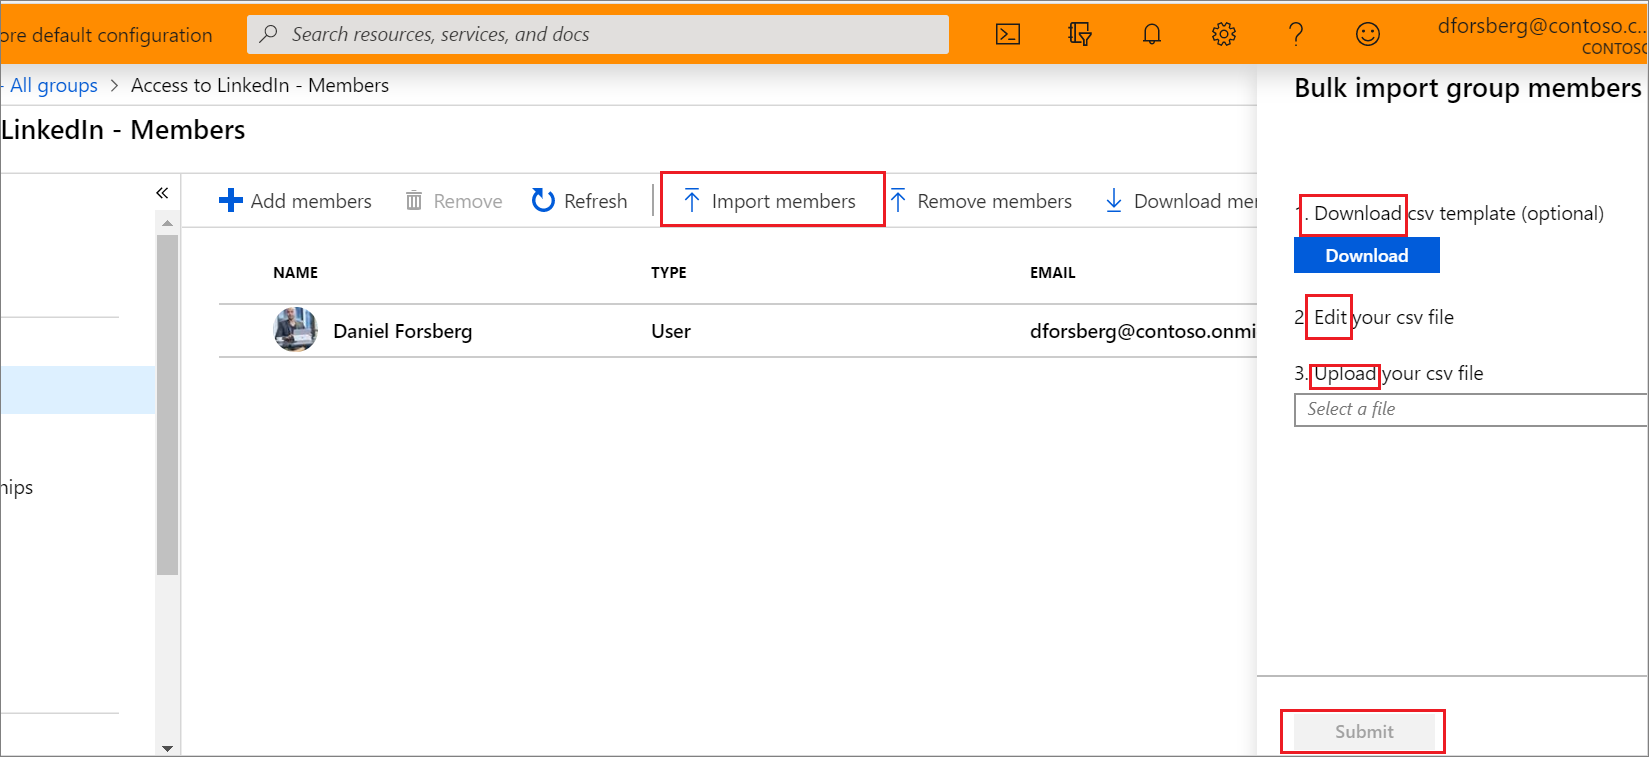 ore default configuration
Search resources, services, and docs
dforsberg@contoso.c...
CONTOSO
- All groups > Access to LinkedIn - Members
LinkedIn - Members
Bulk import group members
«
Add members
Remove
Refresh
Import members
Remove members
Download mem
1. Download csv template (optional)
Download
NAME
TYPE
EMAIL
Daniel Forsberg
User
dforsberg@contoso.onmi
2. Edit your csv file
3. Upload your csv file
Select a file
hips
Submit